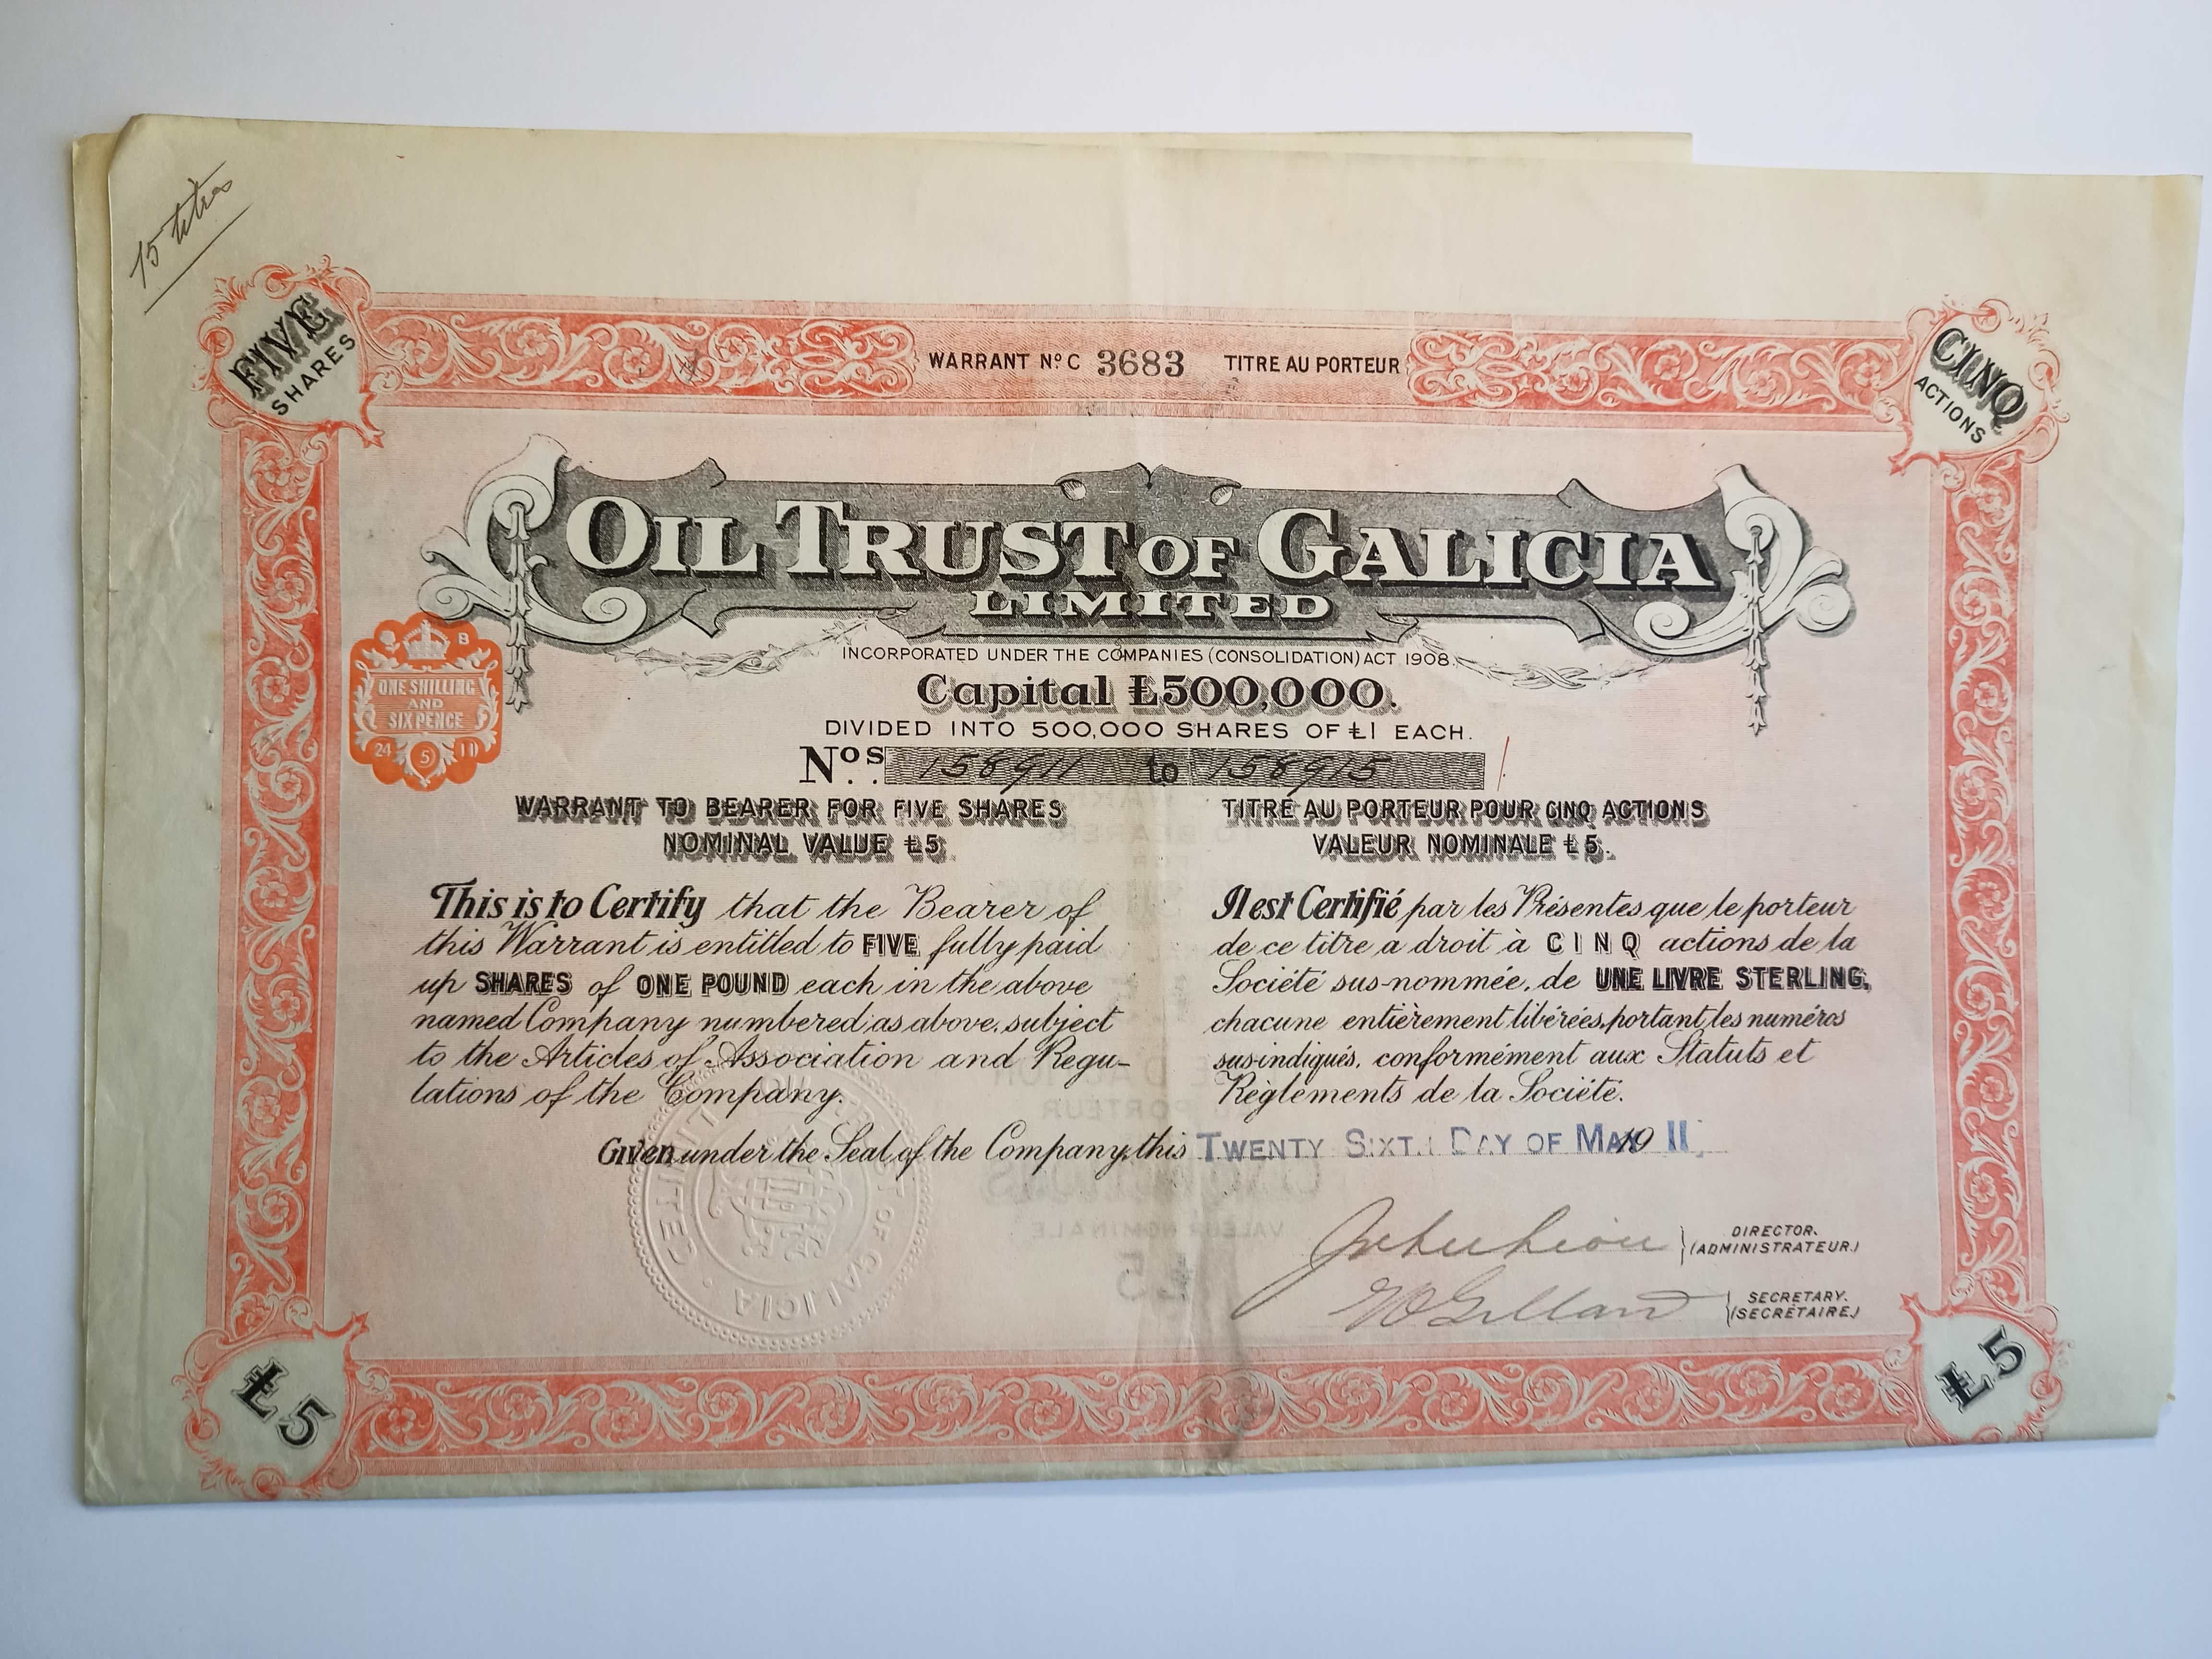 15 titres
FIVE
SHARES
WARRANT Nº C 3683 TITRE AU PORTEUR
CINQ
ACTIONS
OIL TRUST OF GALICIA
LIMITED
INCORPORATED UNDER THE COMPANIES (CONSOLIDATION) ACT 1908.
Capital £500,000.
DIVIDED INTO 500,000 SHARES OF £1 EACH.
B
ONE SHILLING
AND
SIX PENCE
24 5 11
Nos. 158911 to 158915
WARRANT TO BEARER FOR FIVE SHARES
NOMINAL VALUE £5.
This is to Certify that the Bearer of
this Warrant is entitled to FIVE fully paid
up SHARES of ONE POUND each in the above
named Company numbered as above, subject
to the Articles of Association and Regu-
lations of the Company.
TITRE AU PORTEUR POUR CINQ ACTIONS
VALEUR NOMINALE £5.
Il est Certifié par les Présentes que le porteur
de ce titre a droit à CINQ actions de la
Société sus-nommée, de UNE LIVRE STERLING,
chacune entièrement libérées, portant les numéros
sus-indiqués, conformément aux Statuts et
Règlements de la Société.
Given under the Seal of the Company, this TWENTY SIXTH DAY OF MAY 1911
DIRECTOR.
(ADMINISTRATEUR.)
SECRETARY.
(SECRÉTAIRE.)
OF GALICIA LIMITED
£5
£5